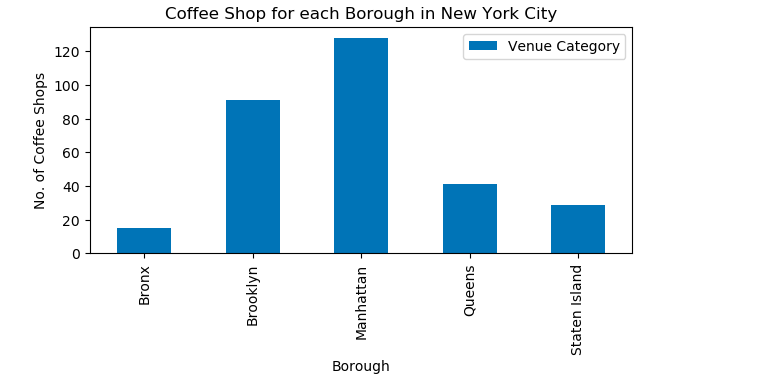 Coffee Shop for each Borough in New York City
Venue Category
No. of Coffee Shops
120
100
80
60
40
20
0
Bronx
Brooklyn
Manhattan
Queens
Staten Island
Borough